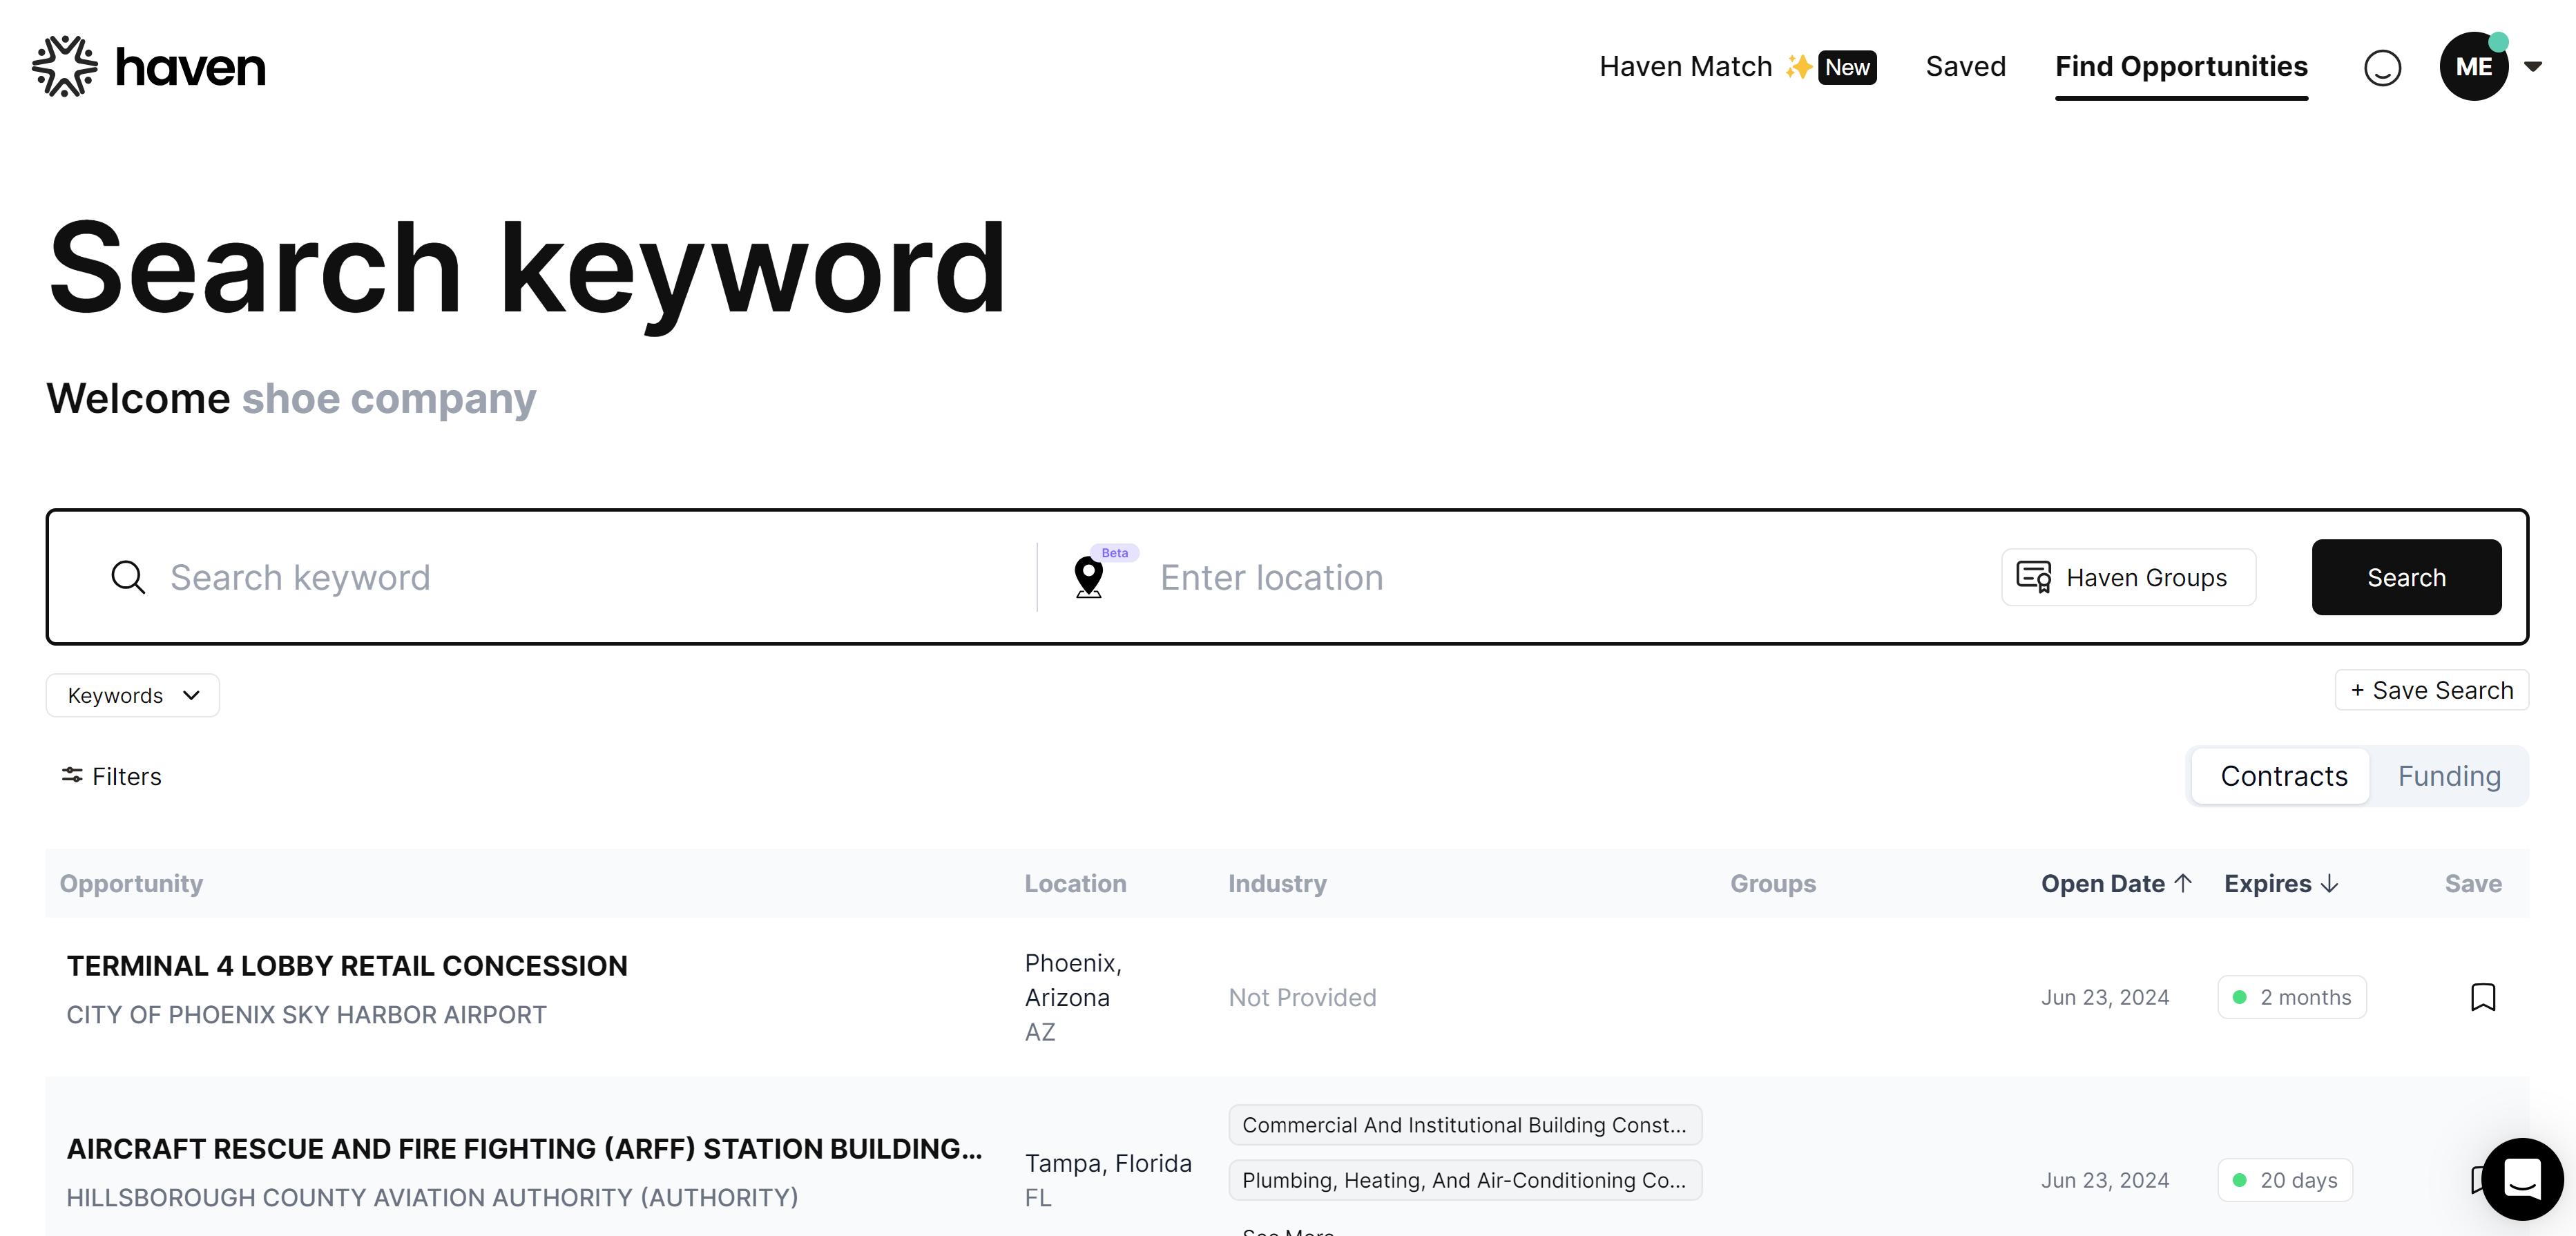 haven
Haven Match ✨ New
Saved
Find Opportunities
ME
Search keyword
Welcome shoe company
Search keyword
Beta
Enter location
Haven Groups
Search
Keywords
+ Save Search
Filters
Contracts
Funding
Opportunity
Location
Industry
Groups
Open Date ↑
Expires ↓
Save
TERMINAL 4 LOBBY RETAIL CONCESSION
CITY OF PHOENIX SKY HARBOR AIRPORT
Phoenix,
Arizona
AZ
Not Provided
Jun 23, 2024
2 months
AIRCRAFT RESCUE AND FIRE FIGHTING (ARFF) STATION BUILDING...
HILLSBOROUGH COUNTY AVIATION AUTHORITY (AUTHORITY)
Tampa, Florida
FL
Commercial And Institutional Building Const...
Plumbing, Heating, And Air-Conditioning Co...
See More
Jun 23, 2024
20 days